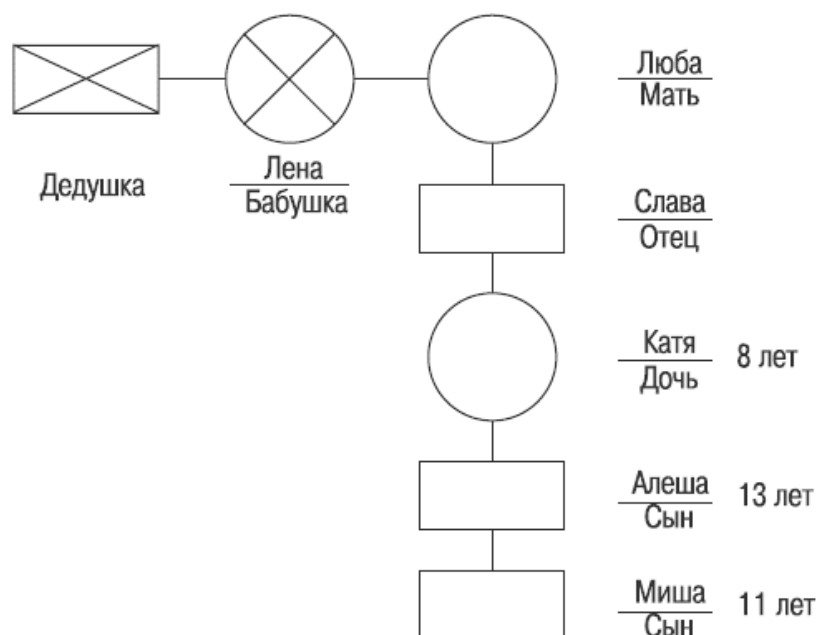 Люба
Мать
Дедушка
Лена
Бабушка
Слава
Отец
Катя
Дочь
8 лет
Алеша
Сын
13 лет
Миша
Сын
11 лет